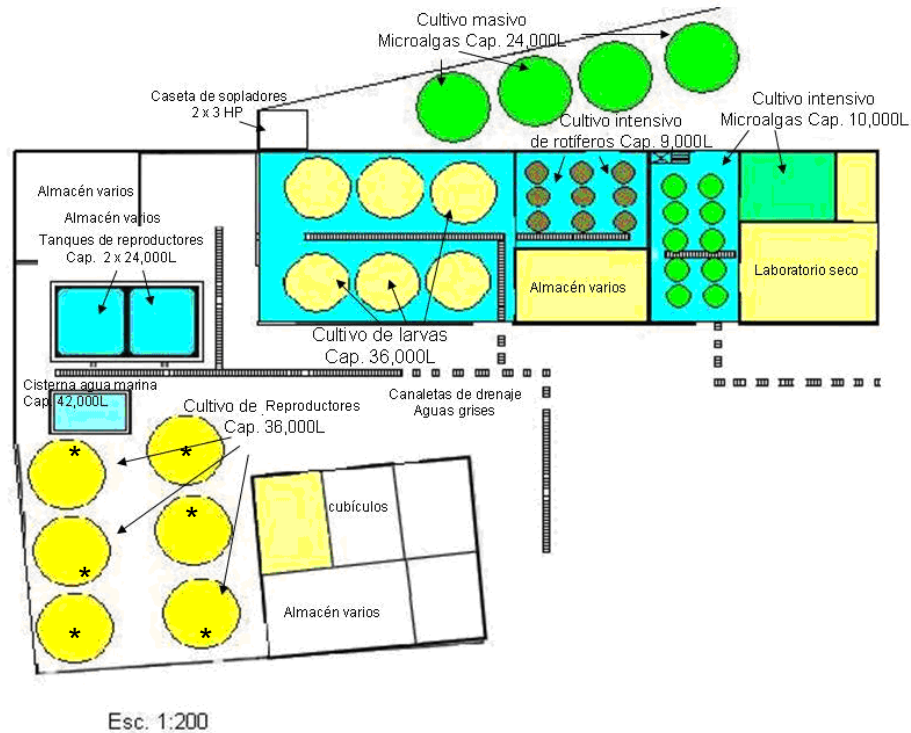 Cultivo masivo
Microalgas Cap. 24,000L
Caseta de sopladores
2 x 3 HP
Cultivo intensivo
de rotíferos Cap. 9,000L
Cultivo intensivo
Microalgas Cap. 10,000L
Almacén varios
Almacén varios
Tanques de reproductores
Cap. 2 x 24,000L
Almacén varios
Laboratorio seco
Cultivo de larvas
Cap. 36,000L
Cisterna agua marina
Cap. 42,000L
Cultivo de Reproductores
Cap. 36,000L
Canaletas de drenaje
Aguas grises
*
*
*
*
*
*
cubículos
Almacén varios
Esc. 1:200